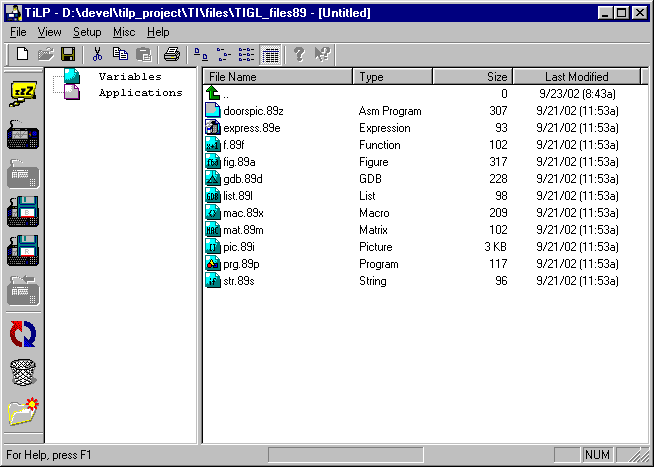 TiLP - D:\devel\tilp_project\TI\files\TIGL_files89 - [Untitled]
File View Setup Misc Help
Variables
Applications
File Name Type Size Last Modified
.. 0 9/23/02 (8:43a)
doorspic.89z Asm Program 307 9/21/02 (11:53a)
express.89e Expression 93 9/21/02 (11:53a)
f.89f Function 102 9/21/02 (11:53a)
fig.89a Figure 317 9/21/02 (11:53a)
gdb.89d GDB 228 9/21/02 (11:53a)
list.89l List 98 9/21/02 (11:53a)
mac.89x Macro 209 9/21/02 (11:53a)
mat.89m Matrix 102 9/21/02 (11:53a)
pic.89i Picture 3 KB 9/21/02 (11:53a)
prg.89p Program 117 9/21/02 (11:53a)
str.89s String 96 9/21/02 (11:53a)
zzZ
For Help, press F1 NUM